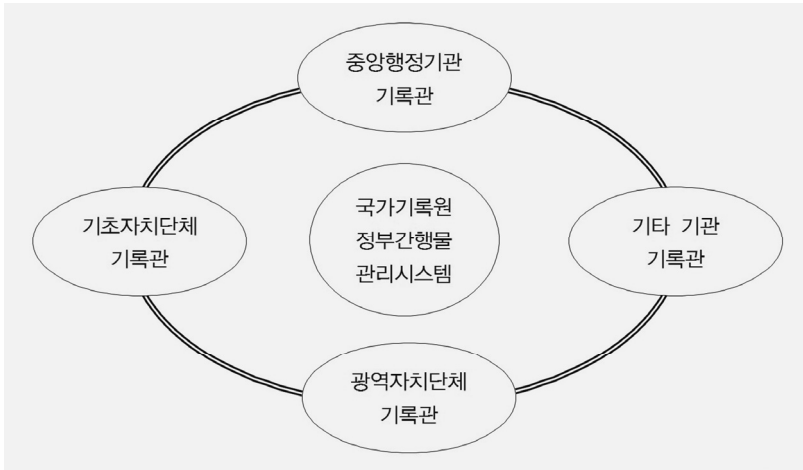 중앙행정기관
기록관
기초자치단체
기록관
국가기록원
정부간행물
관리시스템
기타 기관
기록관
광역자치단체
기록관